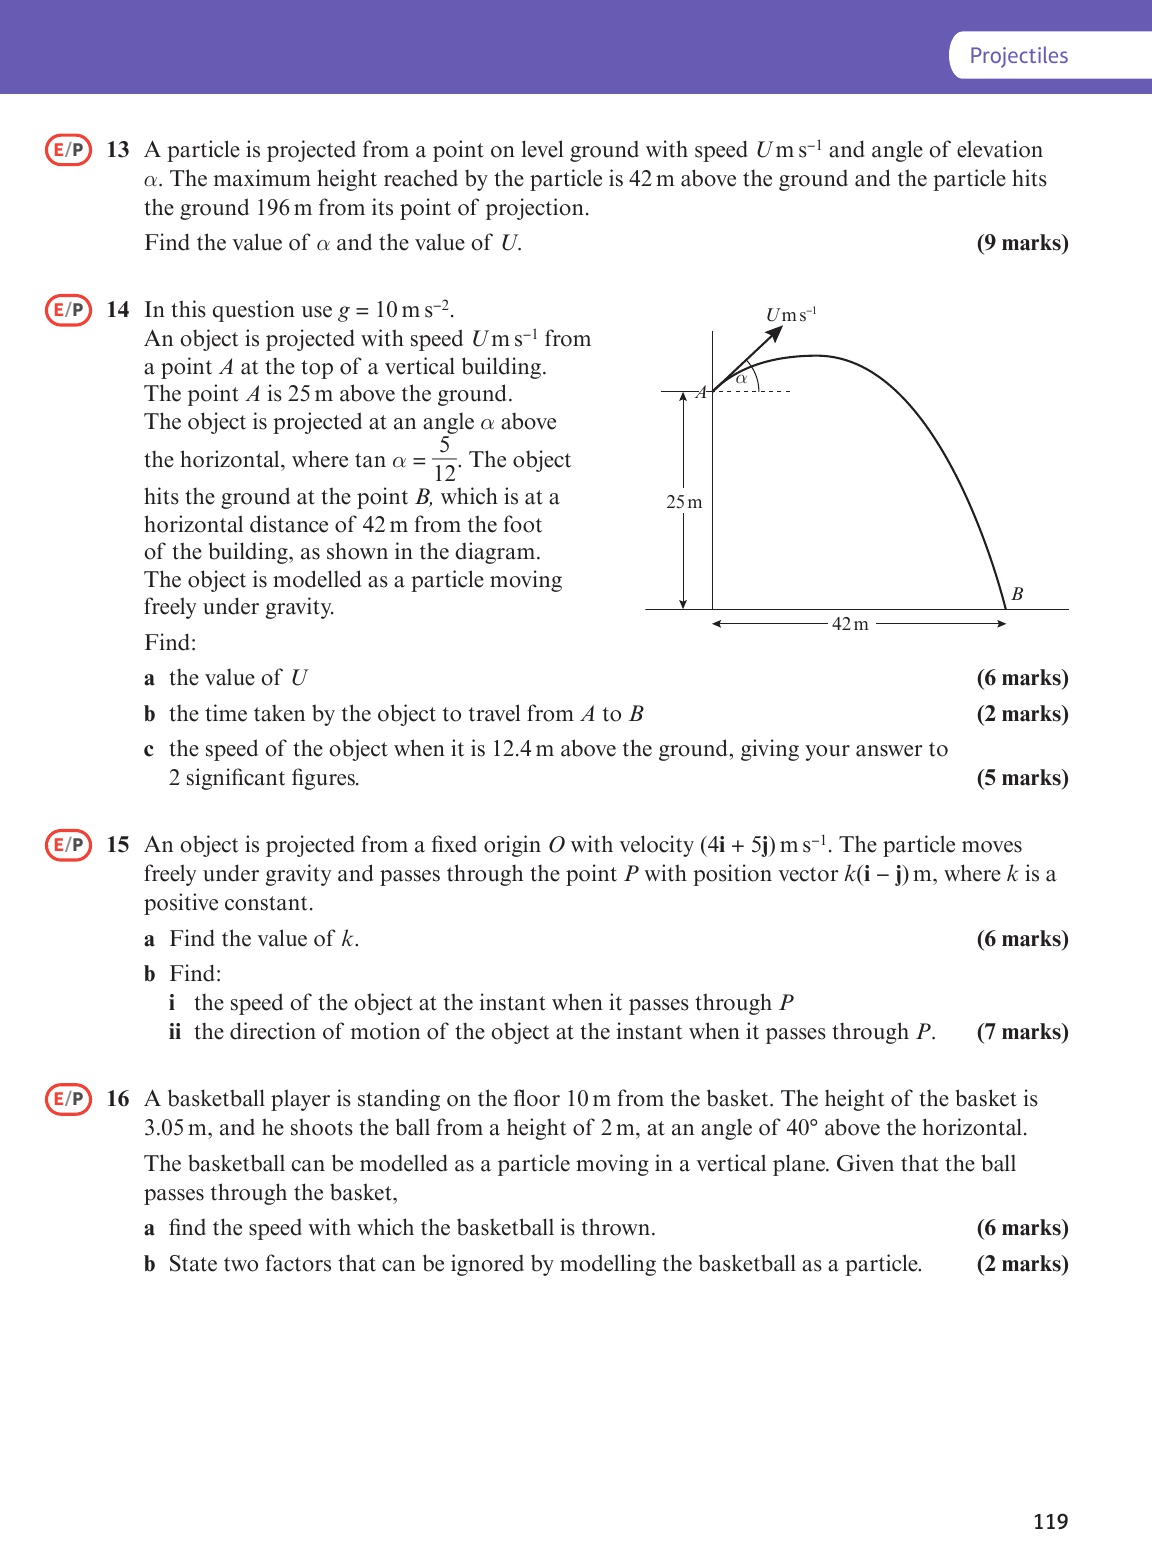 Projectiles
E/P 13 A particle is projected from a point on level ground with speed U m s⁻¹ and angle of elevation
α. The maximum height reached by the particle is 42 m above the ground and the particle hits
the ground 196 m from its point of projection.
Find the value of α and the value of U. (9 marks)
E/P 14 In this question use g = 10 m s⁻².
An object is projected with speed U m s⁻¹ from
a point A at the top of a vertical building.
The point A is 25 m above the ground.
The object is projected at an angle α above
the horizontal, where tan α = 5/12. The object
hits the ground at the point B, which is at a
horizontal distance of 42 m from the foot
of the building, as shown in the diagram.
The object is modelled as a particle moving
freely under gravity.
U m s⁻¹
A
α
25 m
B
42 m
Find:
a the value of U (6 marks)
b the time taken by the object to travel from A to B (2 marks)
c the speed of the object when it is 12.4 m above the ground, giving your answer to
2 significant figures. (5 marks)
E/P 15 An object is projected from a fixed origin O with velocity (4i + 5j) m s⁻¹. The particle moves
freely under gravity and passes through the point P with position vector k(i − j) m, where k is a
positive constant.
a Find the value of k. (6 marks)
b Find:
i the speed of the object at the instant when it passes through P
ii the direction of motion of the object at the instant when it passes through P. (7 marks)
E/P 16 A basketball player is standing on the floor 10 m from the basket. The height of the basket is
3.05 m, and he shoots the ball from a height of 2 m, at an angle of 40° above the horizontal.
The basketball can be modelled as a particle moving in a vertical plane. Given that the ball
passes through the basket,
a find the speed with which the basketball is thrown. (6 marks)
b State two factors that can be ignored by modelling the basketball as a particle. (2 marks)
119